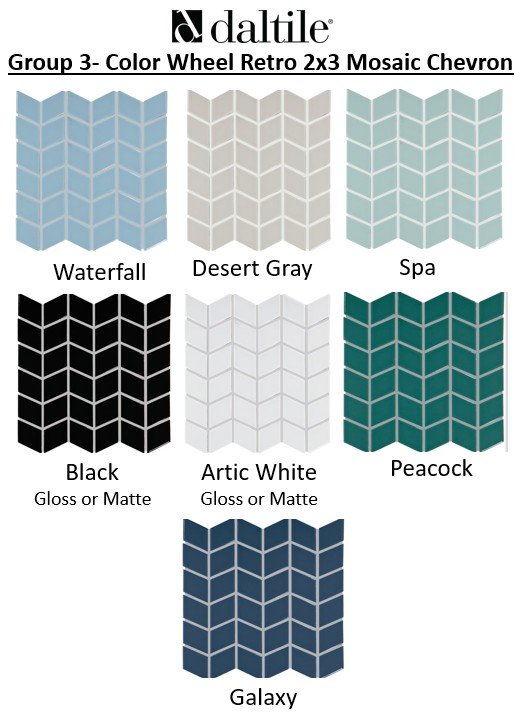 daltile®
Group 3- Color Wheel Retro 2x3 Mosaic Chevron
Waterfall
Desert Gray
Spa
Black
Gloss or Matte
Artic White
Gloss or Matte
Peacock
Galaxy